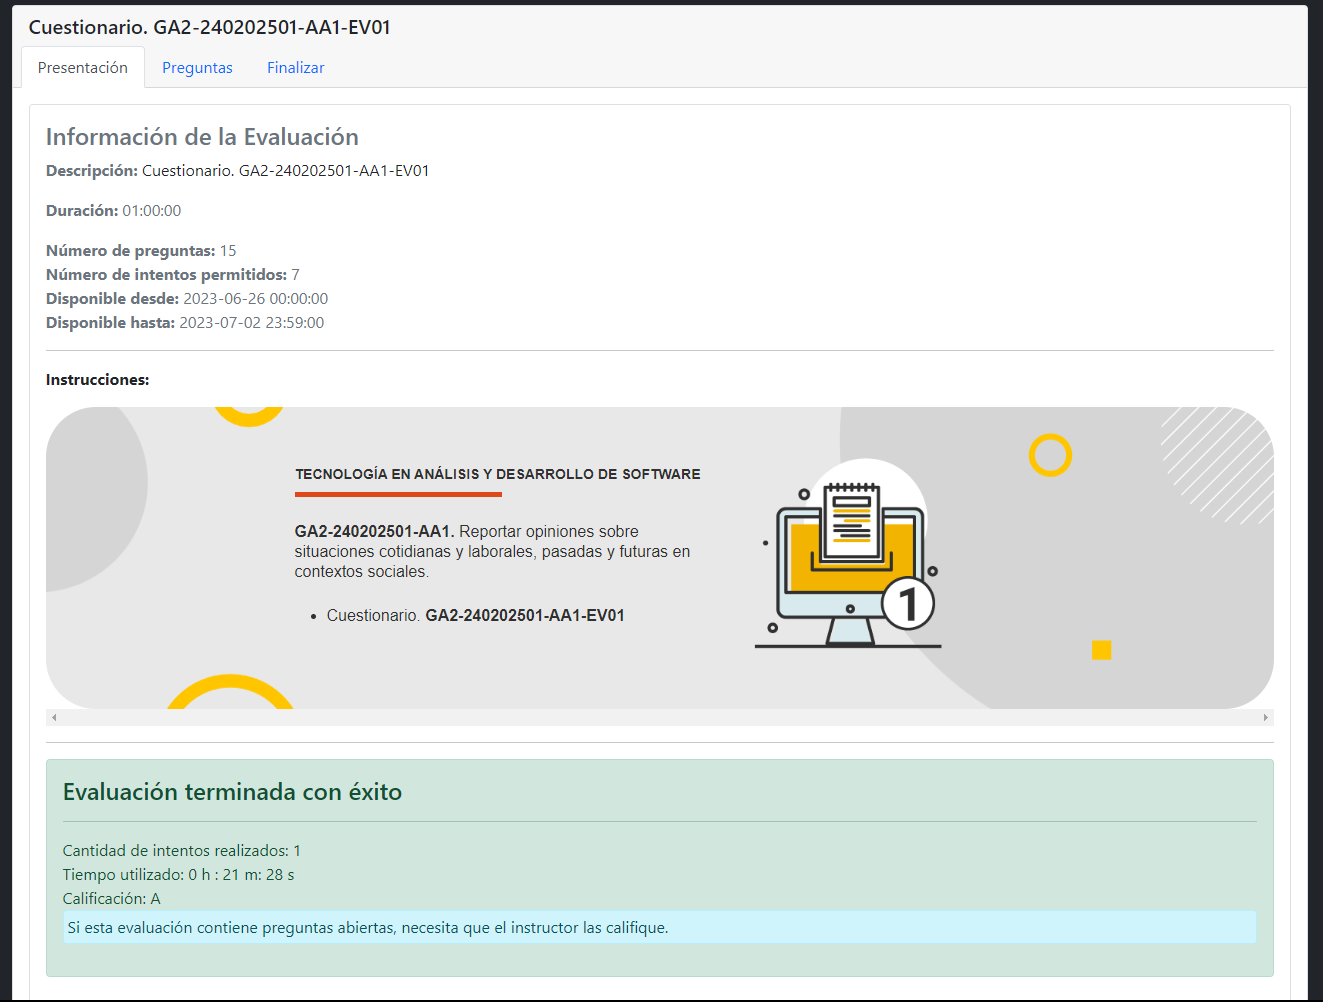 Cuestionario. GA2-240202501-AA1-EV01
Presentación Preguntas Finalizar
Información de la Evaluación
Descripción: Cuestionario. GA2-240202501-AA1-EV01
Duración: 01:00:00
Número de preguntas: 15
Número de intentos permitidos: 7
Disponible desde: 2023-06-26 00:00:00
Disponible hasta: 2023-07-02 23:59:00
Instrucciones:
TECNOLOGÍA EN ANÁLISIS Y DESARROLLO DE SOFTWARE
GA2-240202501-AA1. Reportar opiniones sobre
situaciones cotidianas y laborales, pasadas y futuras en
contextos sociales.
• Cuestionario. GA2-240202501-AA1-EV01
1
Evaluación terminada con éxito
Cantidad de intentos realizados: 1
Tiempo utilizado: 0 h : 21 m: 28 s
Calificación: A
Si esta evaluación contiene preguntas abiertas, necesita que el instructor las califique.